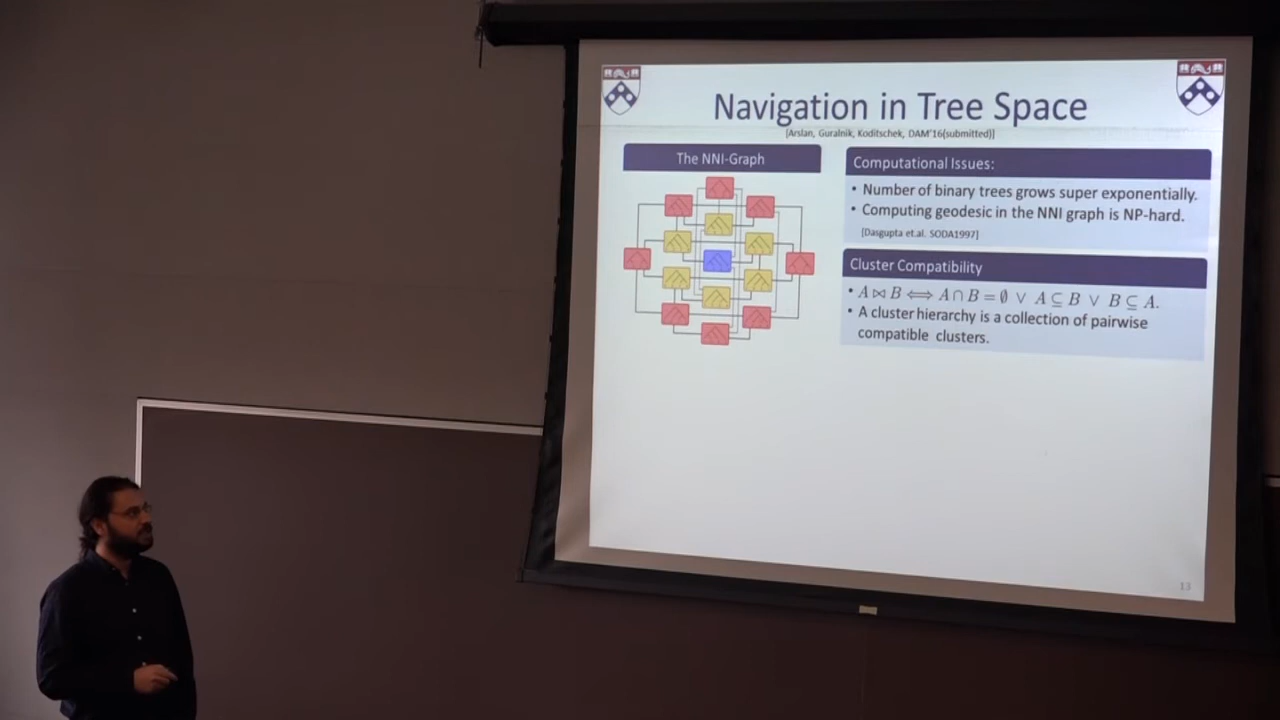 Navigation in Tree Space
[Arslan, Guralnik, Koditschek, DAM'16(submitted)]
The NNI-Graph
Computational Issues:
• Number of binary trees grows super exponentially.
• Computing geodesic in the NNI graph is NP-hard.
[Dasgupta et.al. SODA1997]
Cluster Compatibility
• A ⋈ B ⟺ A ∩ B = ∅ ∨ A ⊆ B ∨ B ⊆ A.
• A cluster hierarchy is a collection of pairwise
compatible clusters.
13